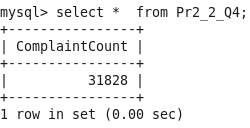 mysql> select *  from Pr2_2_Q4;
+----------------+
| ComplaintCount |
+----------------+
|          31828 |
+----------------+
1 row in set (0.00 sec)